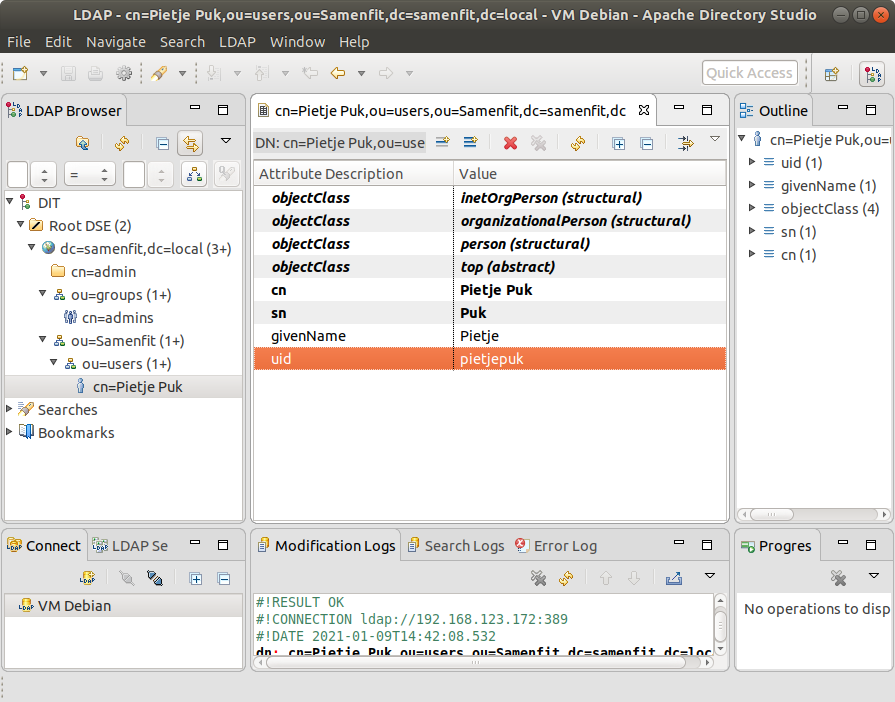 LDAP - cn=Pietje Puk,ou=users,ou=Samenfit,dc=samenfit,dc=local - VM Debian - Apache Directory Studio
File Edit Navigate Search LDAP Window Help
Quick Access
LDAP Browser
=
DIT
Root DSE (2)
dc=samenfit,dc=local (3+)
cn=admin
ou=groups (1+)
cn=admins
ou=Samenfit (1+)
ou=users (1+)
cn=Pietje Puk
Searches
Bookmarks
cn=Pietje Puk,ou=users,ou=Samenfit,dc=samenfit,dc
DN: cn=Pietje Puk,ou=use
Attribute Description Value
objectClass inetOrgPerson (structural)
objectClass organizationalPerson (structural)
objectClass person (structural)
objectClass top (abstract)
cn Pietje Puk
sn Puk
givenName Pietje
uid pietjepuk
Outline
cn=Pietje Puk,ou=u
uid (1)
givenName (1)
objectClass (4)
sn (1)
cn (1)
Connect LDAP Se
VM Debian
Modification Logs Search Logs Error Log
#!RESULT OK
#!CONNECTION ldap://192.168.123.172:389
#!DATE 2021-01-09T14:42:08.532
dn: cn=Pietje Puk,ou=users,ou=Samenfit,dc=samenfit,dc=loc
Progres
No operations to disp